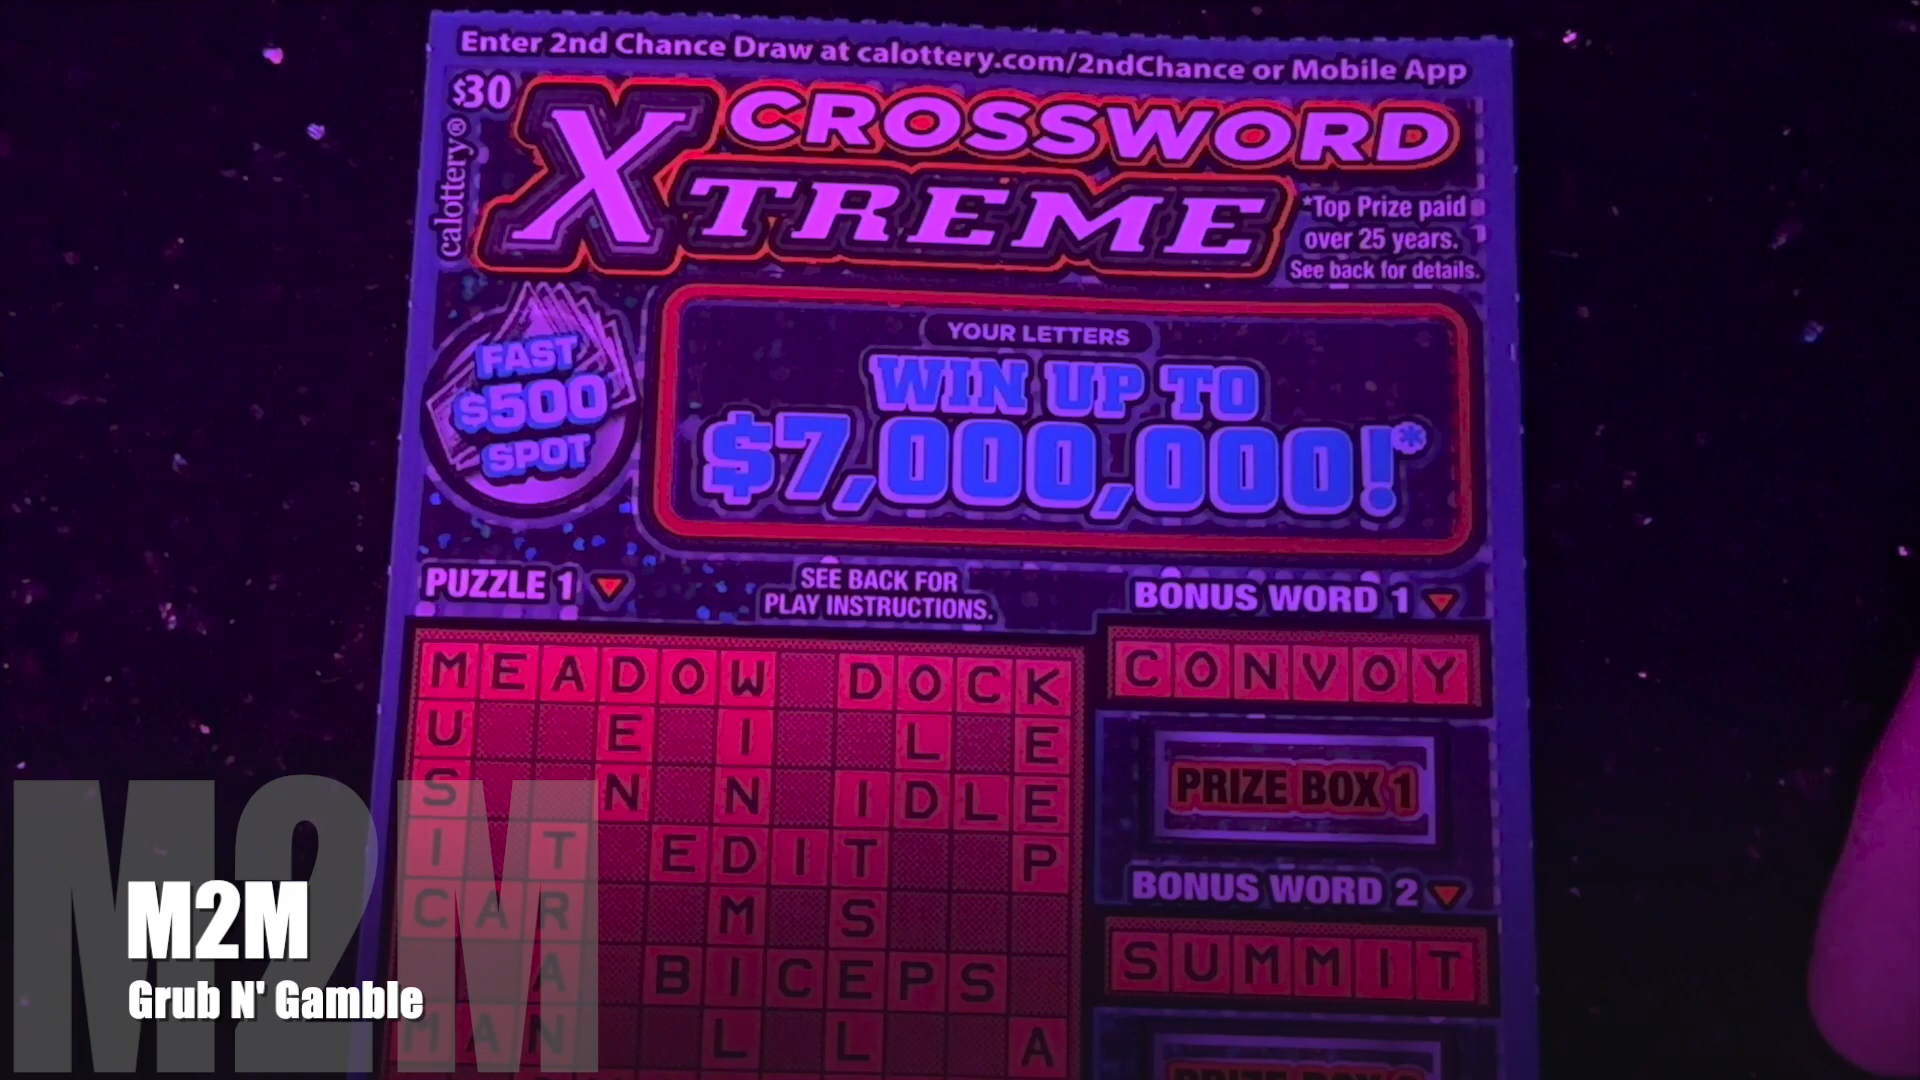 Enter 2nd Chance Draw at calottery.com/2ndChance or Mobile App
$30
calottery®
CROSSWORD
XTREME
*Top Prize paid
over 25 years.
See back for details.
FAST
$500
SPOT
YOUR LETTERS
WIN UP TO
$7,000,000!*
PUZZLE 1
SEE BACK FOR
PLAY INSTRUCTIONS.
BONUS WORD 1
CONVOY
PRIZE BOX 1
BONUS WORD 2
SUMMIT
MEADOW DOCK
U E I L E
S N N IDLE
I T EDIT P
CAR M S
A BICEPS
MAN L L A
M2M
M2M
Grub N' Gamble